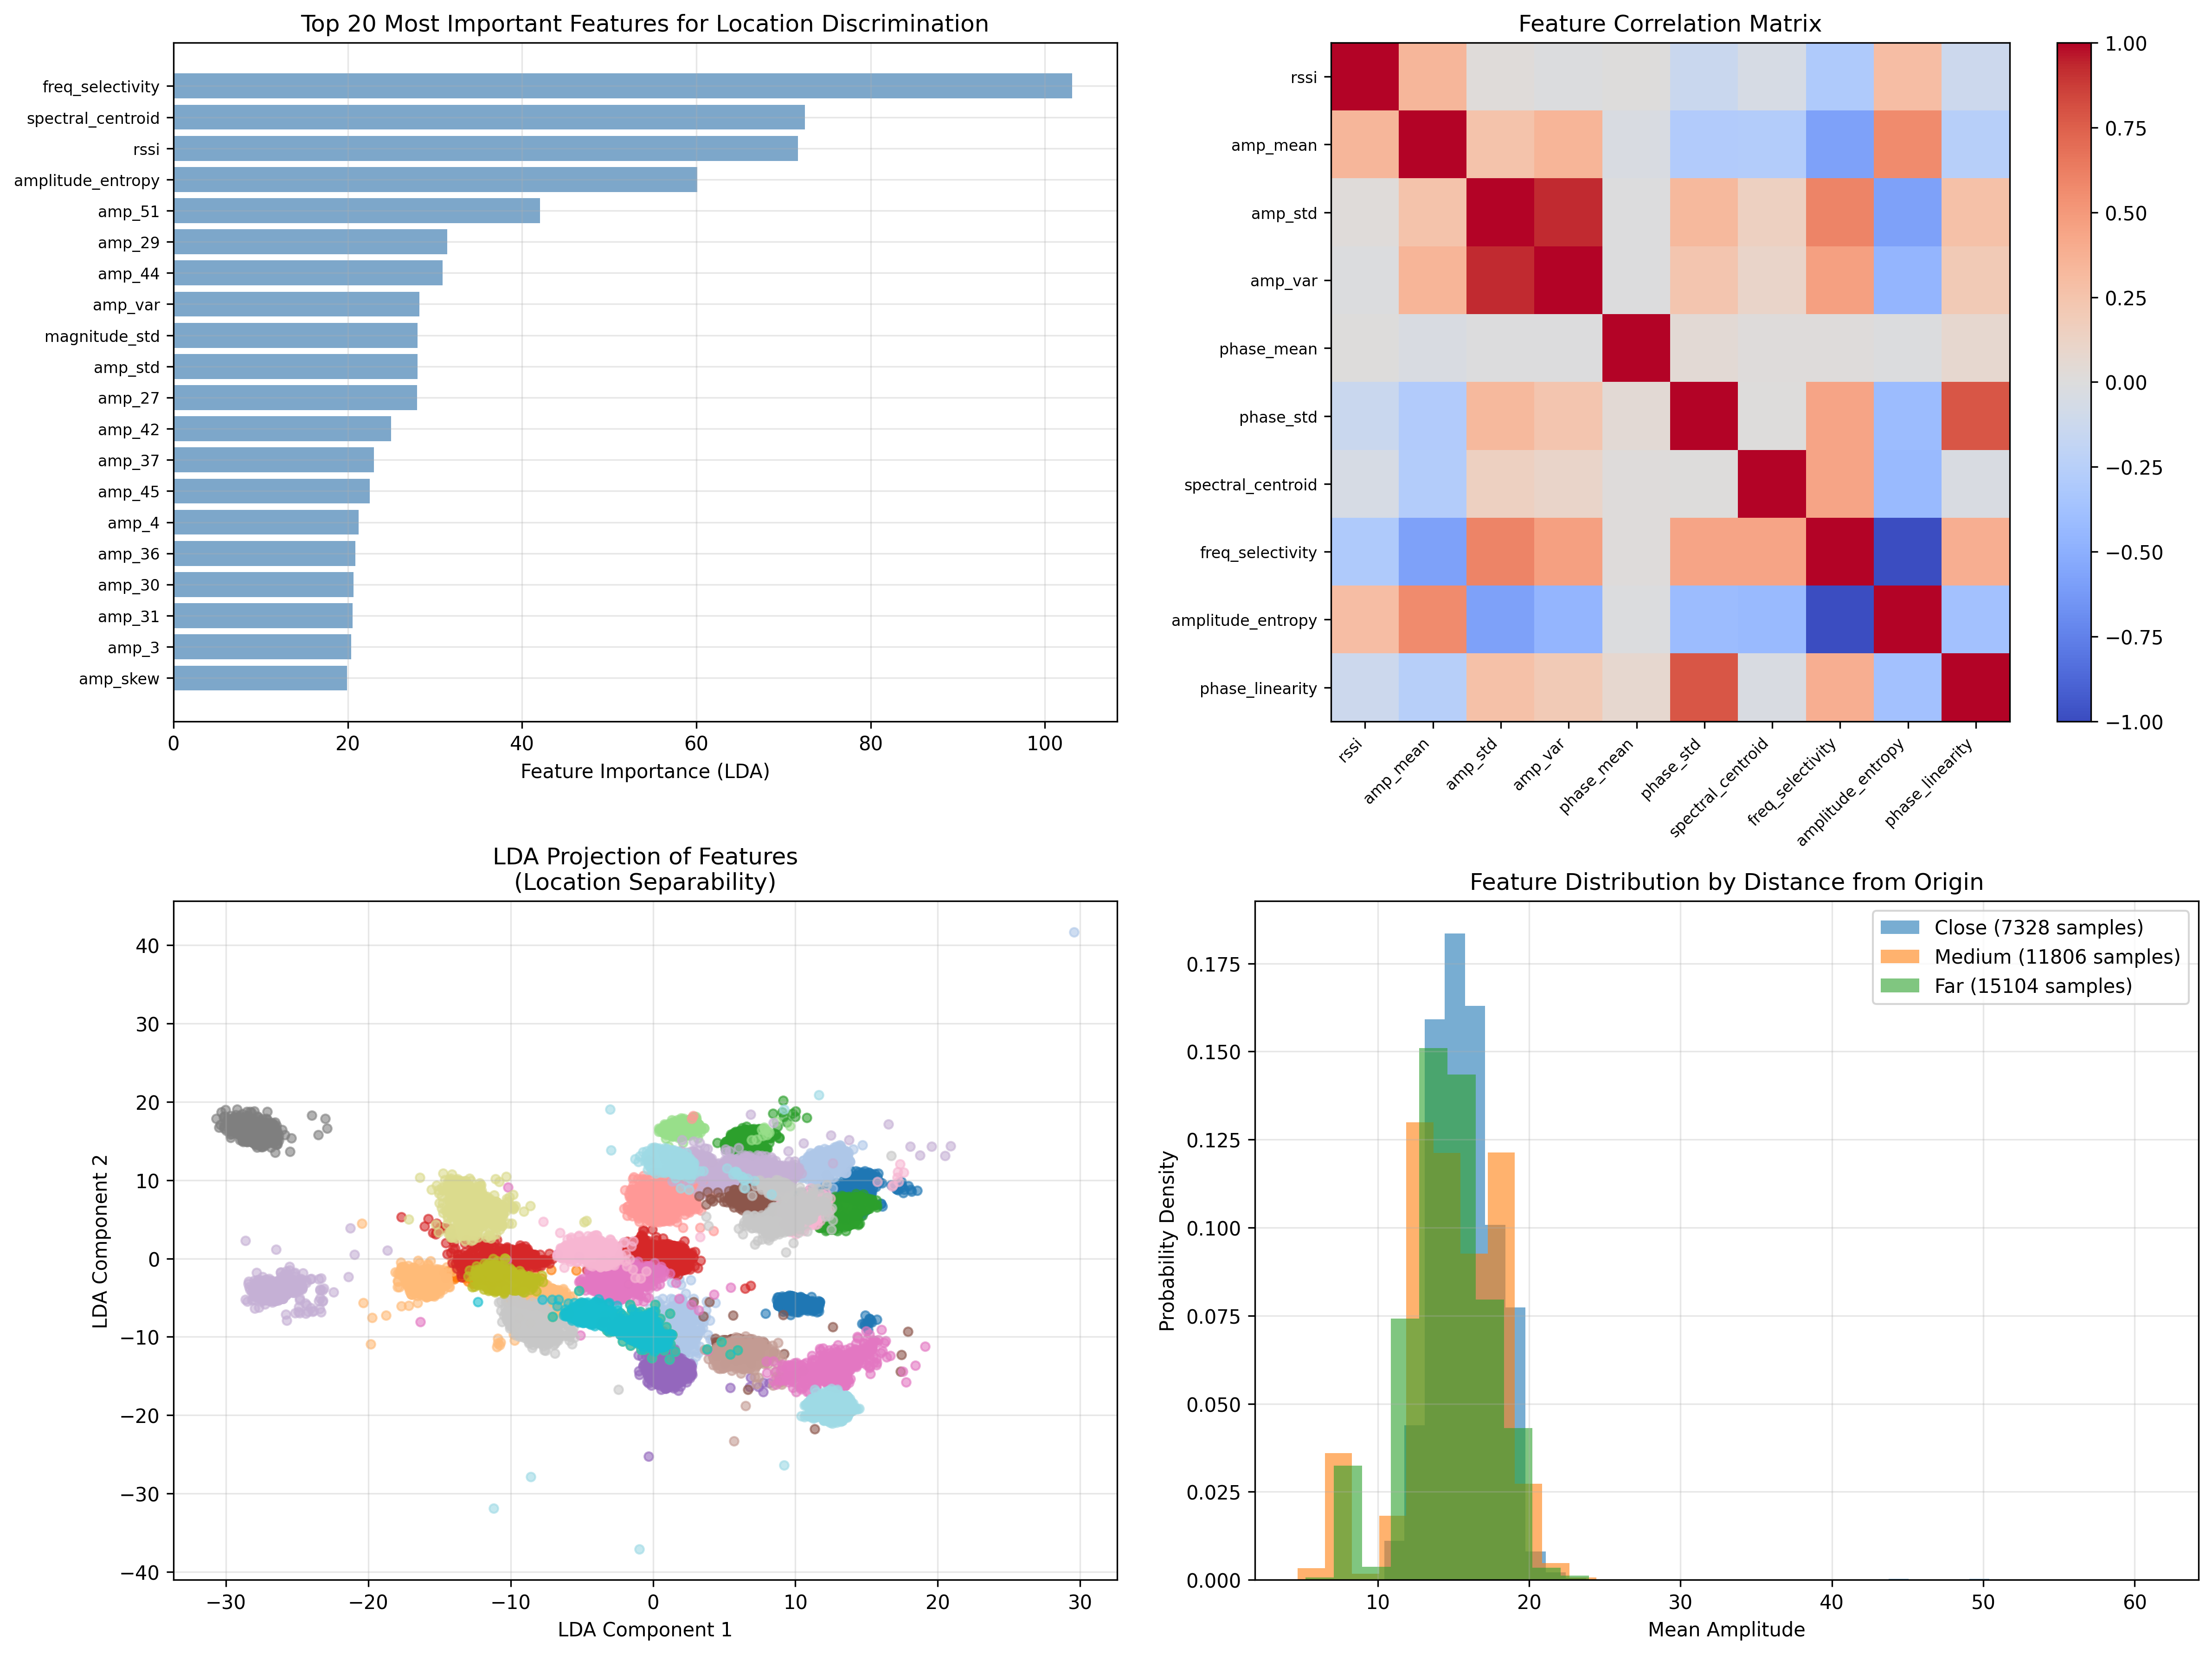 Top 20 Most Important Features for Location Discrimination
freq_selectivity
spectral_centroid
rssi
amplitude_entropy
amp_51
amp_29
amp_44
amp_var
magnitude_std
amp_std
amp_27
amp_42
amp_37
amp_45
amp_4
amp_36
amp_30
amp_31
amp_3
amp_skew
0 20 40 60 80 100
Feature Importance (LDA)
Feature Correlation Matrix
rssi
amp_mean
amp_std
amp_var
phase_mean
phase_std
spectral_centroid
freq_selectivity
amplitude_entropy
phase_linearity
rssi
amp_mean
amp_std
amp_var
phase_mean
phase_std
spectral_centroid
freq_selectivity
amplitude_entropy
phase_linearity
1.00
0.75
0.50
0.25
0.00
−0.25
−0.50
−0.75
−1.00
LDA Projection of Features
(Location Separability)
LDA Component 2
40
30
20
10
0
−10
−20
−30
−40
−30 −20 −10 0 10 20 30
LDA Component 1
Feature Distribution by Distance from Origin
Close (7328 samples)
Medium (11806 samples)
Far (15104 samples)
Probability Density
0.175
0.150
0.125
0.100
0.075
0.050
0.025
0.000
10 20 30 40 50 60
Mean Amplitude